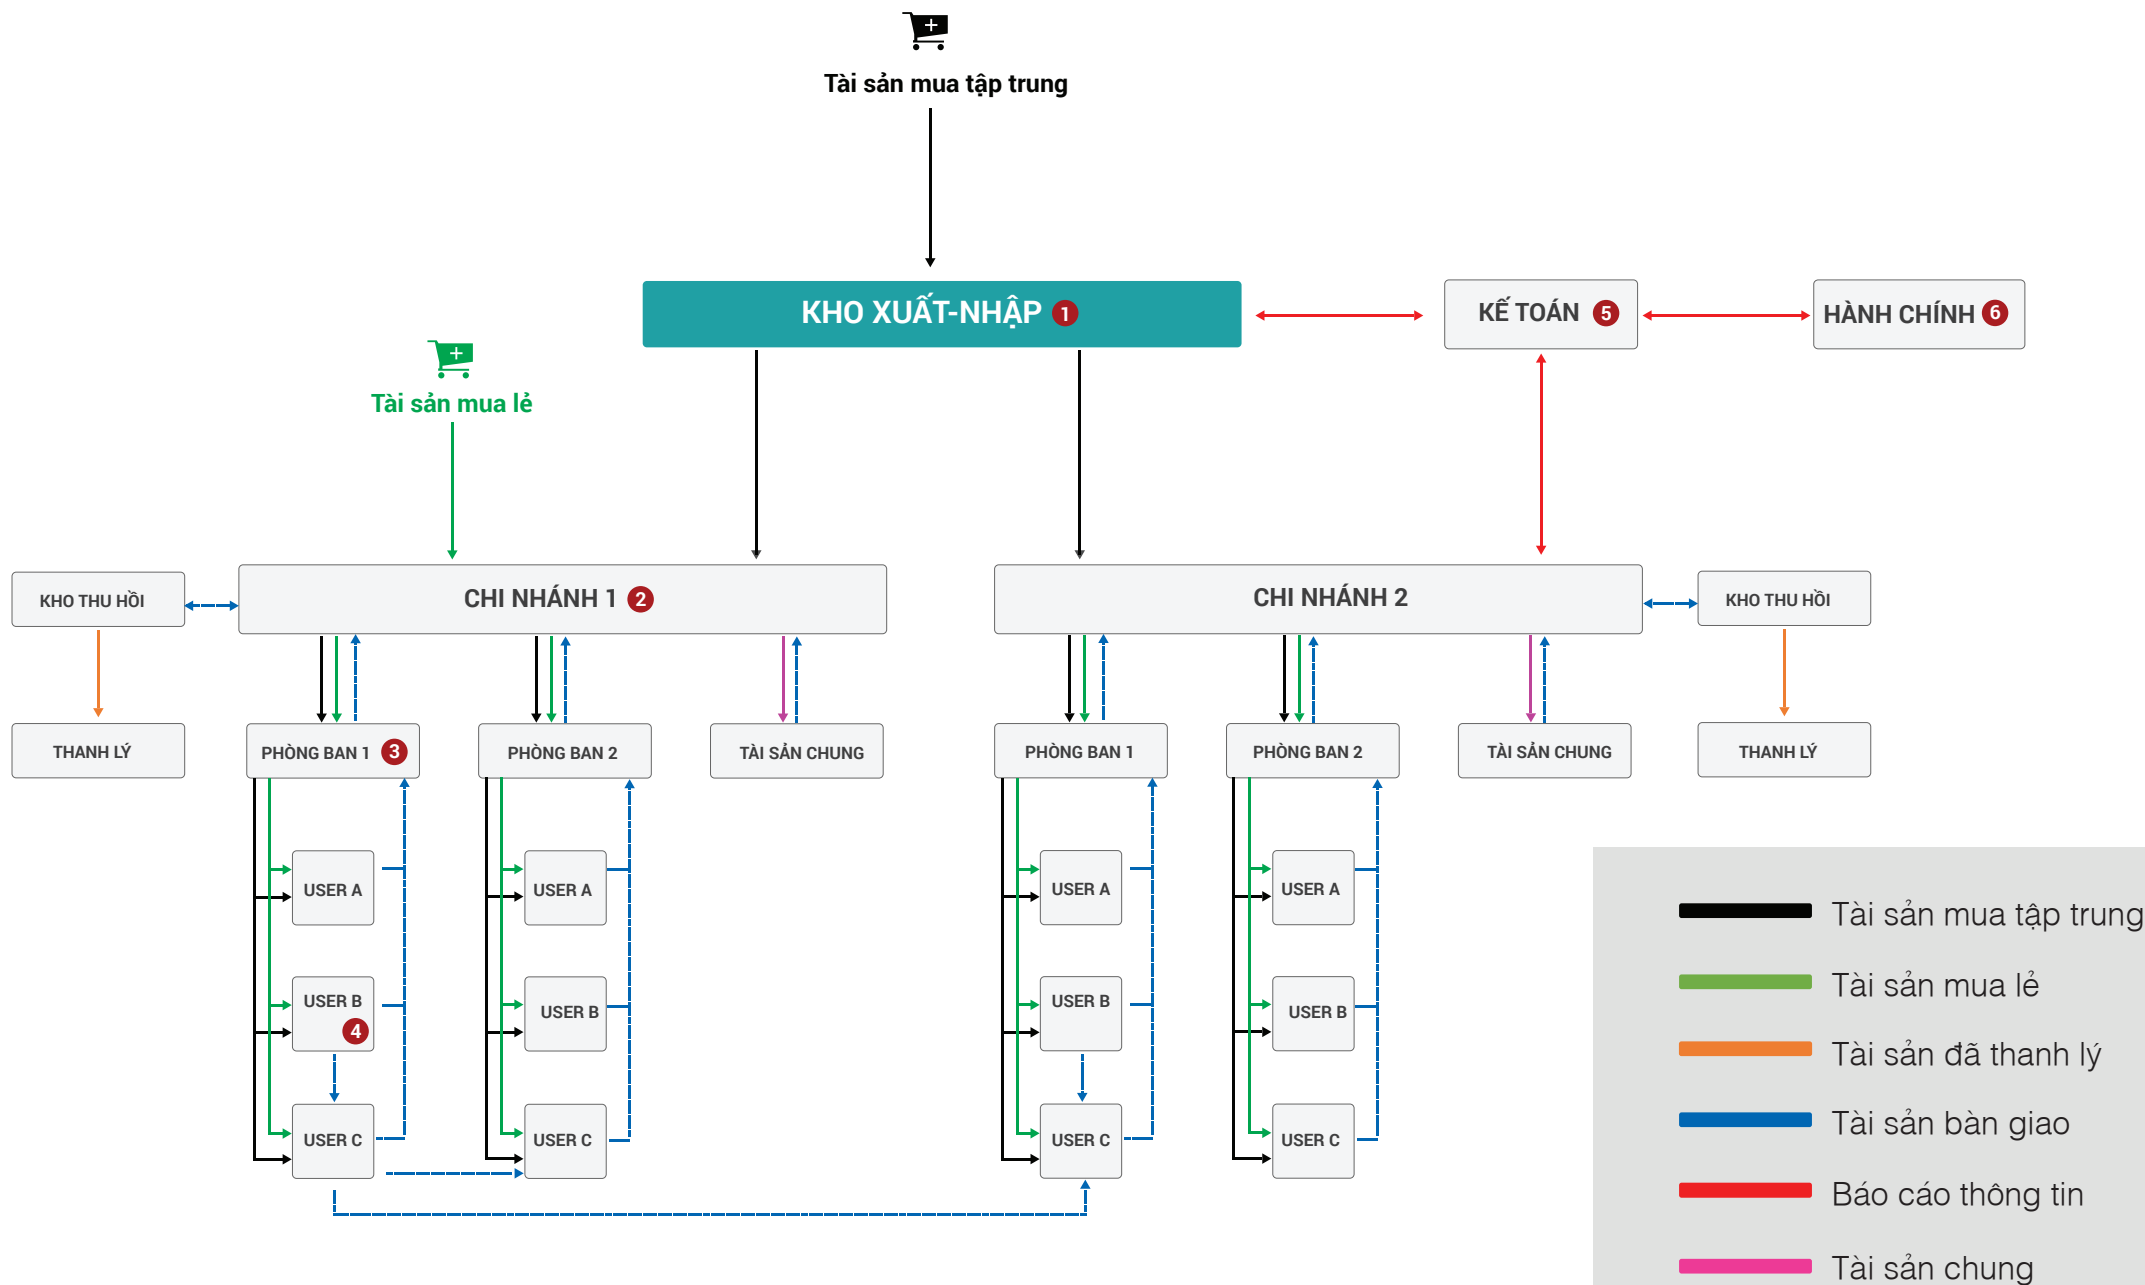 Tài sản mua tập trung
KHO XUẤT-NHẬP 1
KẾ TOÁN 5
HÀNH CHÍNH 6
Tài sản mua lẻ
KHO THU HỒI
CHI NHÁNH 1 2
CHI NHÁNH 2
KHO THU HỒI
THANH LÝ
PHÒNG BAN 1 3
PHÒNG BAN 2
TÀI SẢN CHUNG
PHÒNG BAN 1
PHÒNG BAN 2
TÀI SẢN CHUNG
THANH LÝ
USER A
USER A
USER A
USER A
USER B
4
USER B
USER B
USER B
USER C
USER C
USER C
USER C
Tài sản mua tập trung
Tài sản mua lẻ
Tài sản đã thanh lý
Tài sản bàn giao
Báo cáo thông tin
Tài sản chung